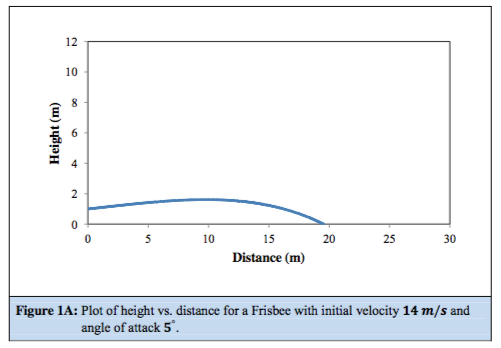 12
10
8
6
4
2
0
Height (m)
0 5 10 15 20 25 30
Distance (m)
Figure 1A: Plot of height vs. distance for a Frisbee with initial velocity 14 m/s and
angle of attack 5°.